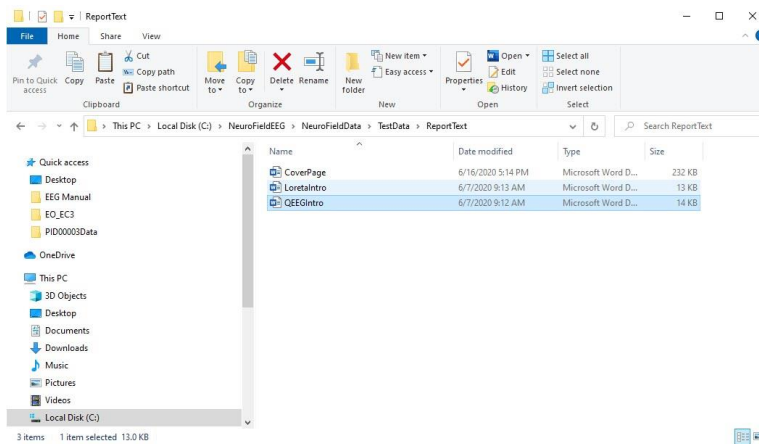 ReportText
File Home Share View
Pin to Quick access
Copy
Paste
Cut
Copy path
Paste shortcut
Move to
Copy to
Delete
Rename
New folder
New item
Easy access
Properties
Open
Edit
History
Select all
Select none
Invert selection
Clipboard Organize New Open Select
This PC > Local Disk (C:) > NeuroFieldEEG > NeuroFieldData > TestData > ReportText
Search ReportText
Name Date modified Type Size
CoverPage 6/16/2020 5:14 PM Microsoft Word D... 232 KB
LoretaIntro 6/7/2020 9:13 AM Microsoft Word D... 13 KB
QEEGIntro 6/7/2020 9:12 AM Microsoft Word D... 14 KB
Quick access
Desktop
EEG Manual
EO_EC3
PID00003Data
OneDrive
This PC
3D Objects
Desktop
Documents
Downloads
Music
Pictures
Videos
Local Disk (C:)
3 items 1 item selected 13.0 KB